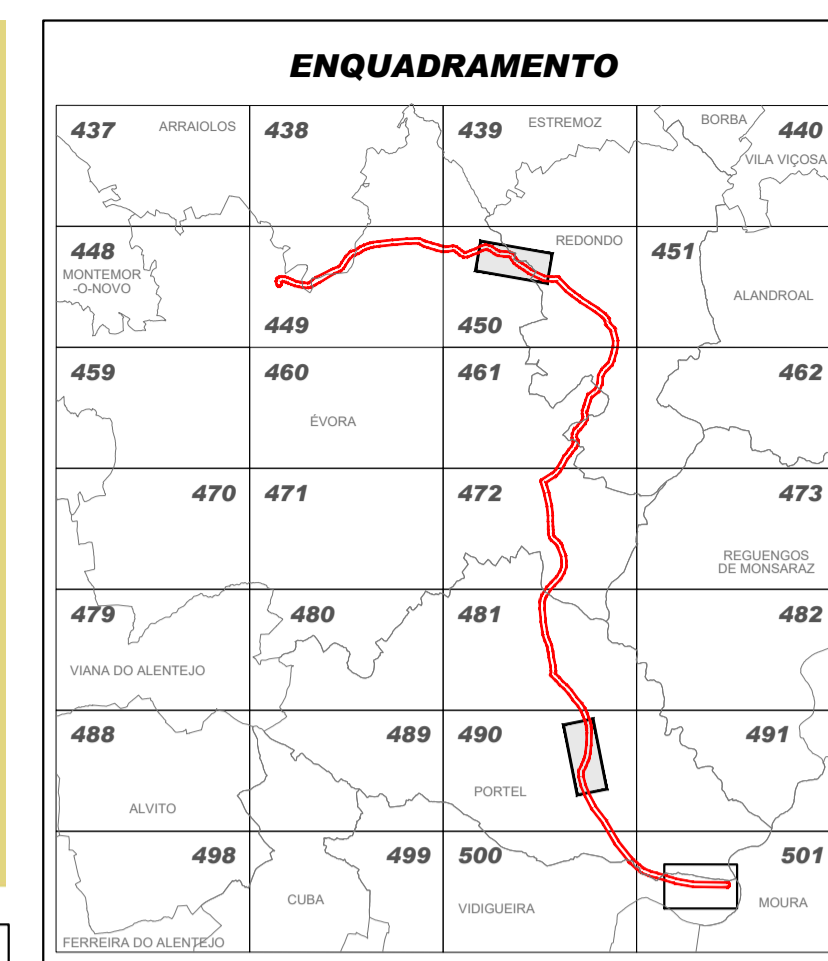 ENQUADRAMENTO
437 ARRAIOLOS 438 439 ESTREMOZ BORBA 440
VILA VIÇOSA
448 REDONDO 451
MONTEMOR
-O-NOVO
ALANDROAL
449 450
459 460 461 462
ÉVORA
470 471 472 473
REGUENGOS
DE MONSARAZ
479 480 481 482
VIANA DO ALENTEJO
488 489 490 491
PORTEL
ALVITO
498 499 500 501
CUBA VIDIGUEIRA MOURA
FERREIRA DO ALENTEJO